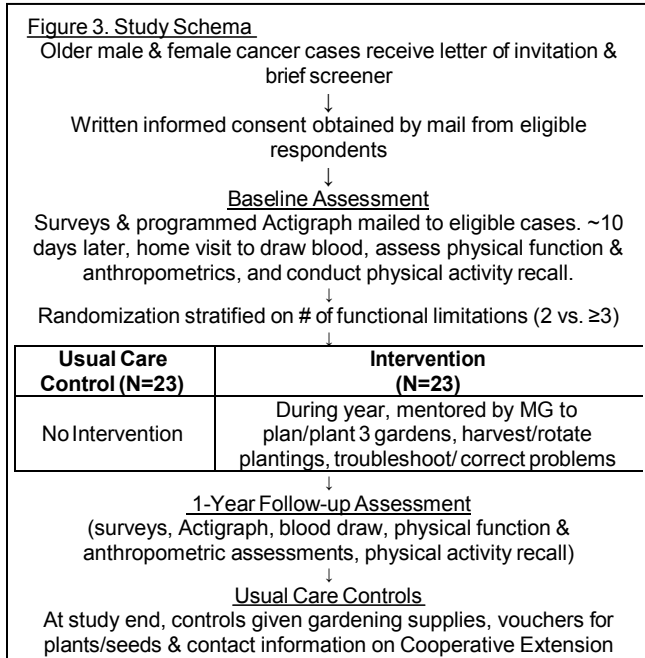 Figure 3. Study Schema
Older male & female cancer cases receive letter of invitation &
brief screener
↓
Written informed consent obtained by mail from eligible
respondents
↓
Baseline Assessment
Surveys & programmed Actigraph mailed to eligible cases. ~10
days later, home visit to draw blood, assess physical function &
anthropometrics, and conduct physical activity recall.
↓
Randomization stratified on # of functional limitations (2 vs. ≥3)
↓
Usual Care
Control (N=23)
Intervention
(N=23)
No Intervention
During year, mentored by MG to
plan/plant 3 gardens, harvest/rotate
plantings, troubleshoot/ correct problems
↓
1-Year Follow-up Assessment
(surveys, Actigraph, blood draw, physical function &
anthropometric assessments, physical activity recall)
↓
Usual Care Controls
At study end, controls given gardening supplies, vouchers for
plants/seeds & contact information on Cooperative Extension